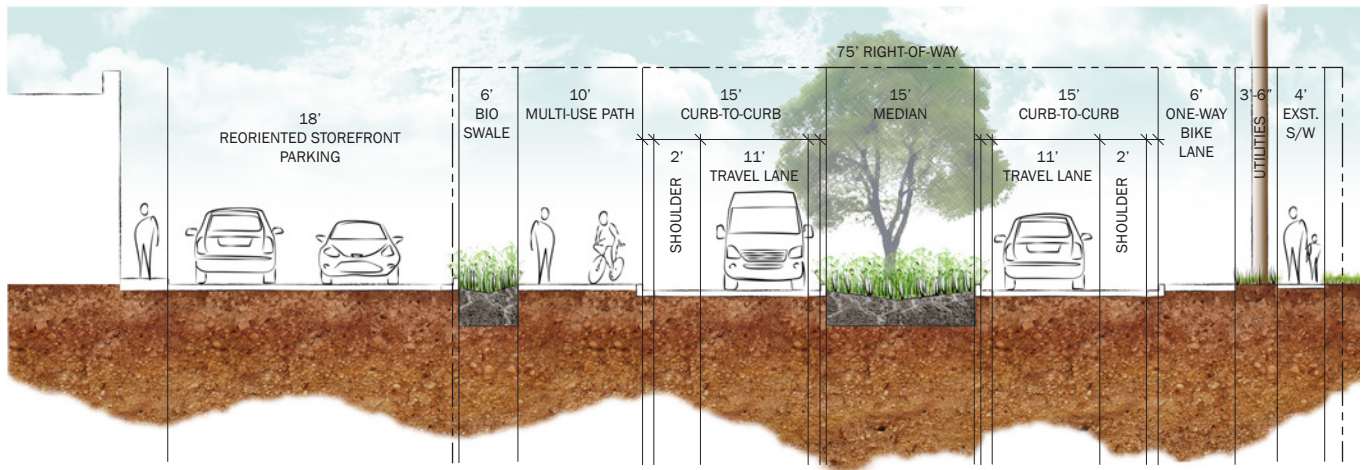 75' RIGHT-OF-WAY
18'
REORIENTED STOREFRONT
PARKING
6'
BIO
SWALE
10'
MULTI-USE PATH
15'
CURB-TO-CURB
2'
SHOULDER
11'
TRAVEL LANE
15'
MEDIAN
15'
CURB-TO-CURB
11'
TRAVEL LANE
2'
SHOULDER
6'
ONE-WAY
BIKE
LANE
3'-6"
UTILITIES
4'
EXST.
S/W